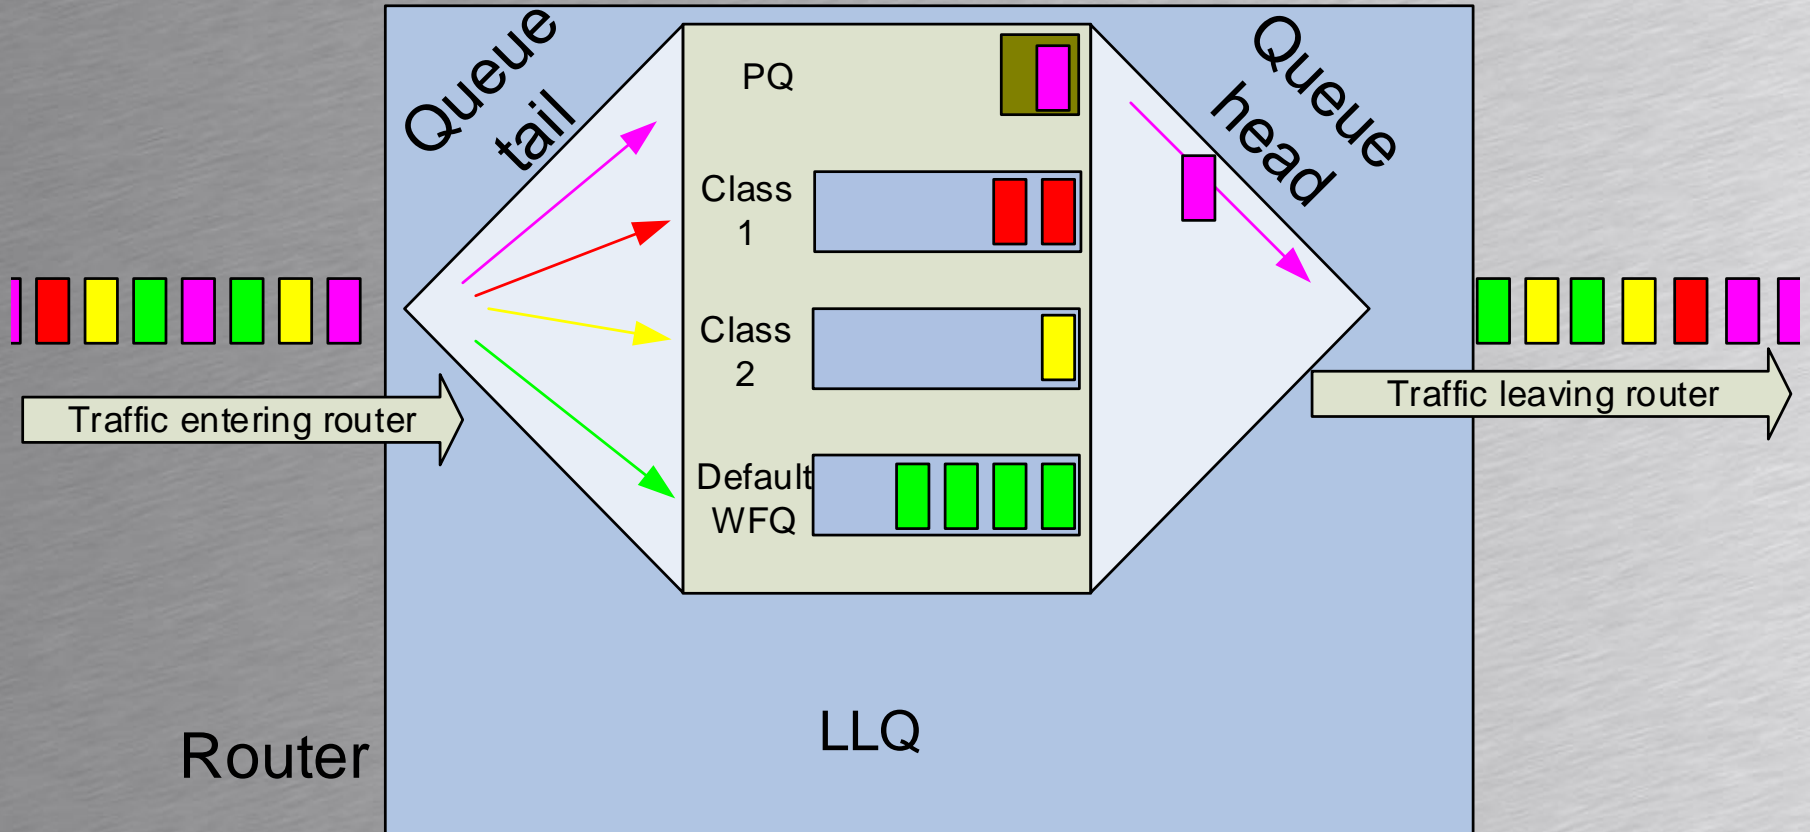 Queue
tail
PQ
Class
1
Class
2
Default
WFQ
Queue
head
Traffic entering router
Traffic leaving router
Router
LLQ